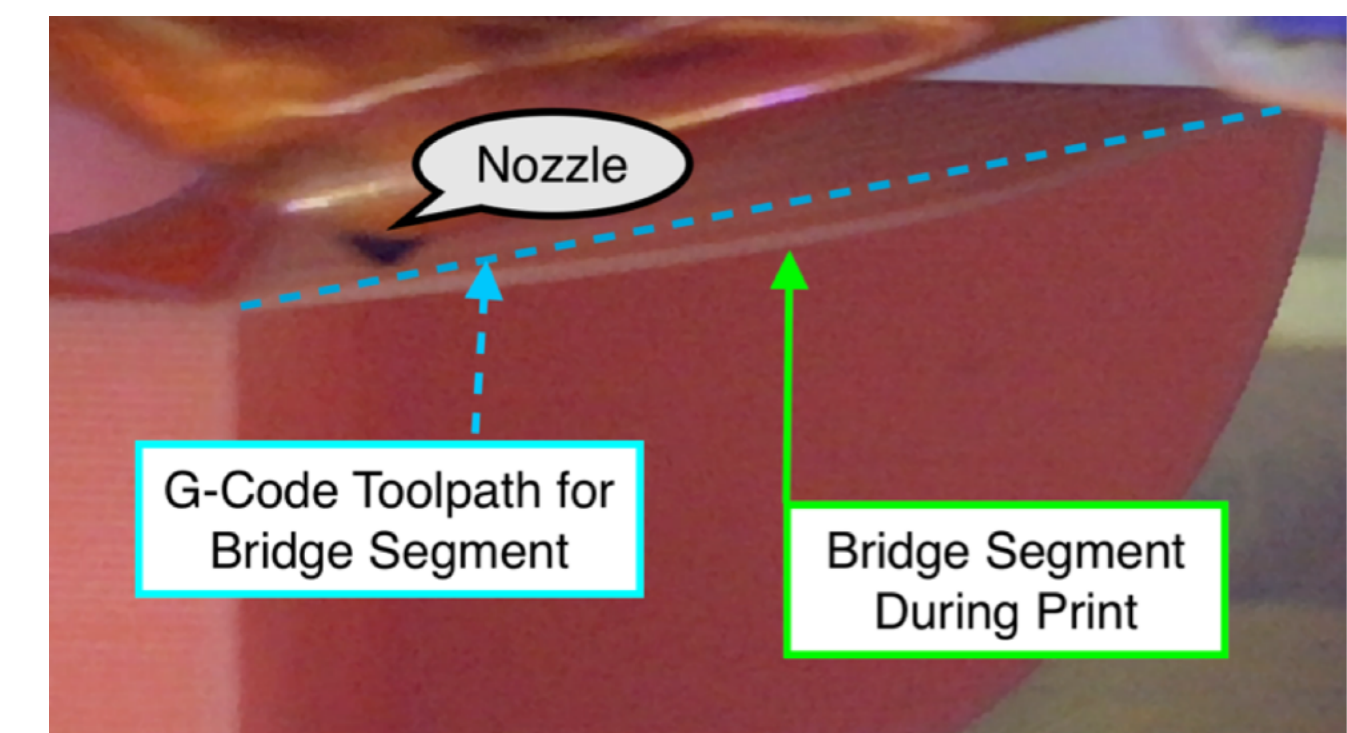 Nozzle
G-Code Toolpath for
Bridge Segment
Bridge Segment
During Print